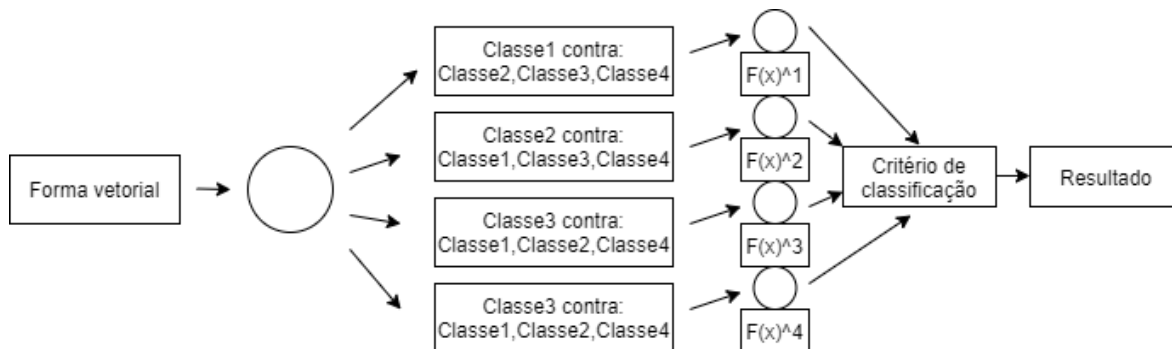 Forma vetorial
Classe1 contra:
Classe2,Classe3,Classe4
Classe2 contra:
Classe1,Classe3,Classe4
Classe3 contra:
Classe1,Classe2,Classe4
Classe3 contra:
Classe1,Classe2,Classe4
F(x)^1
F(x)^2
F(x)^3
F(x)^4
Critério de
classificação
Resultado